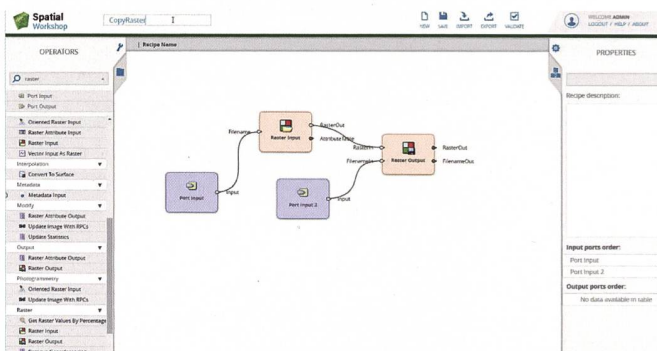 Spatial
Workshop
CopyRaster
NEW SAVE IMPORT EXPORT VALIDATE
WELCOME ADMIN
LOGOUT / HELP / ABOUT
OPERATORS
raster
Port Input
Port Output
Oriented Raster Input
Raster Attribute Input
Raster Input
Vector Input As Raster
Interpolation
Convert To Surface
Metadata
Metadata Input
Modify
Raster Attribute Output
Update Image With RPCs
Update Statistics
Output
Raster Attribute Output
Raster Output
Photogrammetry
Oriented Raster Input
Update Image With RPCs
Raster
Get Raster Values By Percentage
Raster Input
Raster Output
Recipe Name
Filename
Raster Input
RasterOut
AttributeTable
RasterIn
FilenameIn
Raster Output
RasterOut
FilenameOut
Port Input
Input
Port Input 2
Input
PROPERTIES
Recipe description:
Input ports order:
Port Input
Port Input 2
Output ports order:
No data available in table